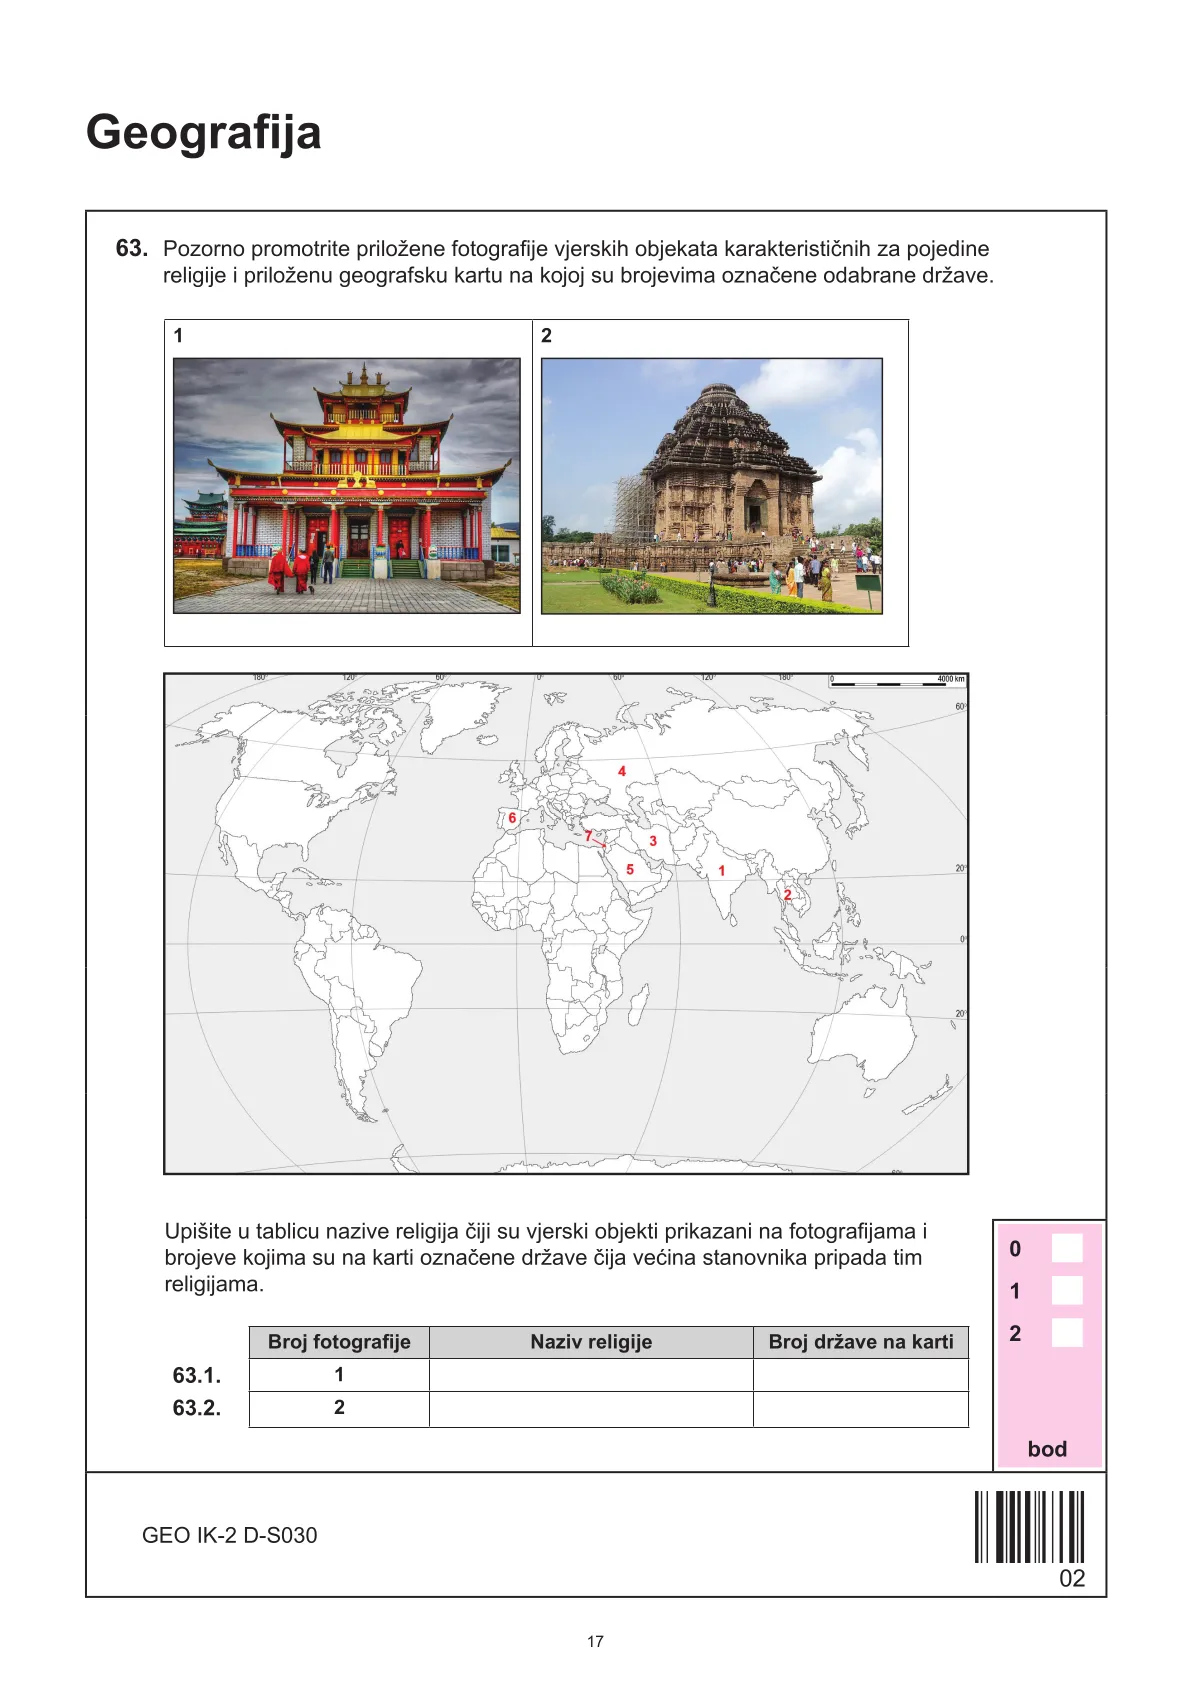 Geografija
63. Pozorno promotrite priložene fotografije vjerskih objekata karakterističnih za pojedine
religije i priloženu geografsku kartu na kojoj su brojevima označene odabrane države.
1 2
180° 120° 60° 0° 60° 120° 180° 0 4000 km
60°
4
6
7
3
5
1
20°
2
0°
20°
60°
Upišite u tablicu nazive religija čiji su vjerski objekti prikazani na fotografijama i
brojeve kojima su na karti označene države čija većina stanovnika pripada tim
religijama.
0
1
2
bod
Broj fotografije Naziv religije Broj države na karti
63.1. 1
63.2. 2
GEO IK-2 D-S030
02
17